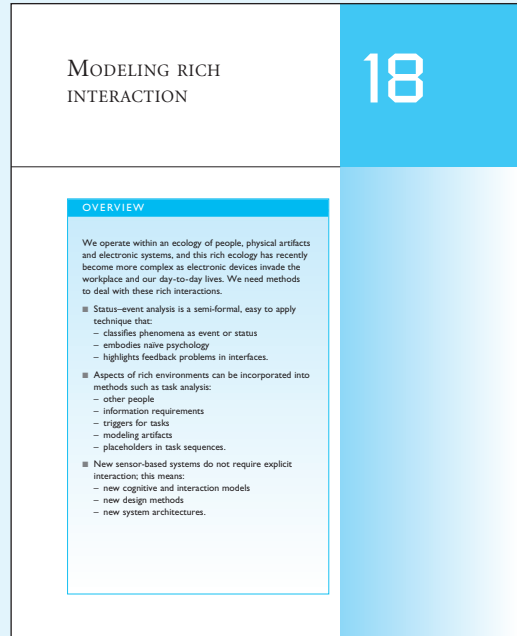 MODELING RICH
INTERACTION
18
OVERVIEW
We operate within an ecology of people, physical artifacts
and electronic systems, and this rich ecology has recently
become more complex as electronic devices invade the
workplace and our day-to-day lives. We need methods
to deal with these rich interactions.
■ Status–event analysis is a semi-formal, easy to apply
technique that:
– classifies phenomena as event or status
– embodies naïve psychology
– highlights feedback problems in interfaces.
■ Aspects of rich environments can be incorporated into
methods such as task analysis:
– other people
– information requirements
– triggers for tasks
– modeling artifacts
– placeholders in task sequences.
■ New sensor-based systems do not require explicit
interaction; this means:
– new cognitive and interaction models
– new design methods
– new system architectures.